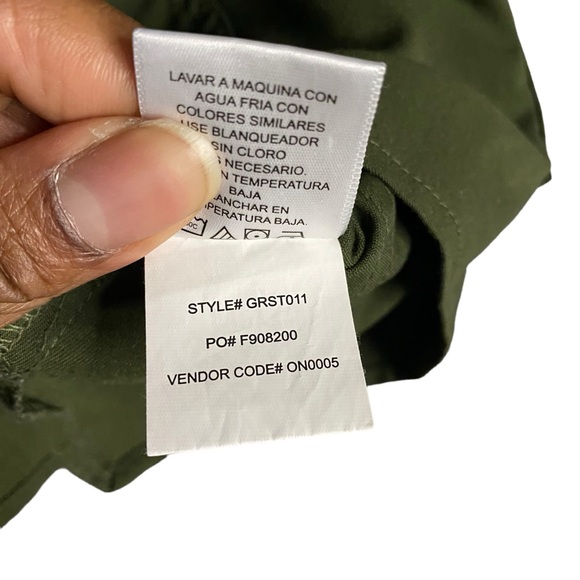 LAVAR A MAQUINA CON
AGUA FRIA CON
COLORES SIMILARES
USE BLANQUEADOR
SIN CLORO
NECESARIO.
TEMPERATURA
BAJA
EN
BAJA.
STYLE# GRST011
PO# F908200
VENDOR CODE# ON0005